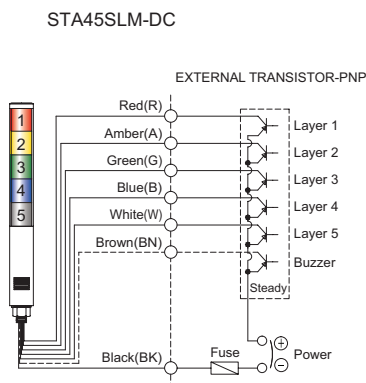 STA45SLM-DC
EXTERNAL TRANSISTOR-PNP
Red(R)
Layer 1
Amber(A)
Layer 2
Green(G)
Layer 3
Blue(B)
Layer 4
White(W)
Layer 5
Brown(BN)
Buzzer
1
2
3
4
5
Steady
Black(BK)
Fuse
+
Power
−